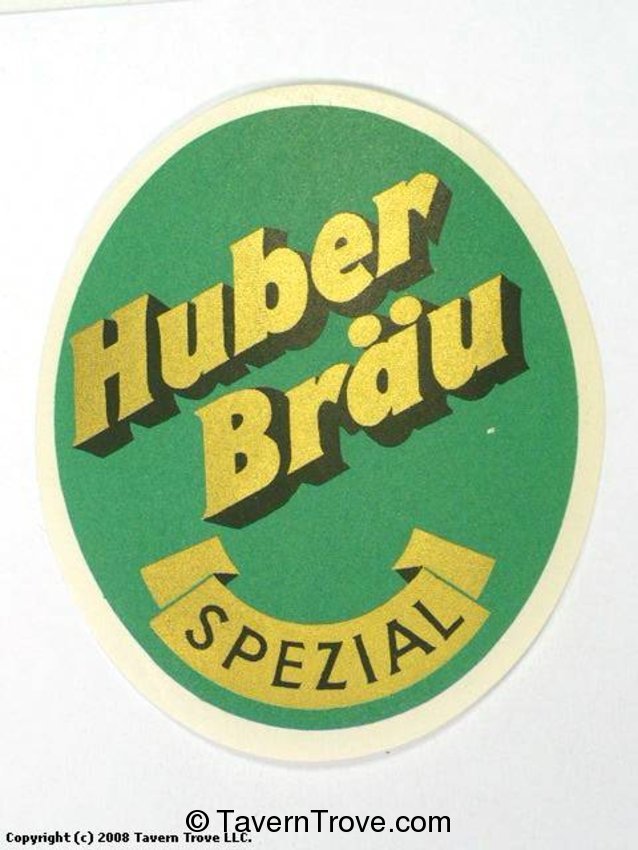 Huber
Bräu
SPEZIAL
© TavernTrove.com
Copyright (c) 2008 Tavern Trove LLC.